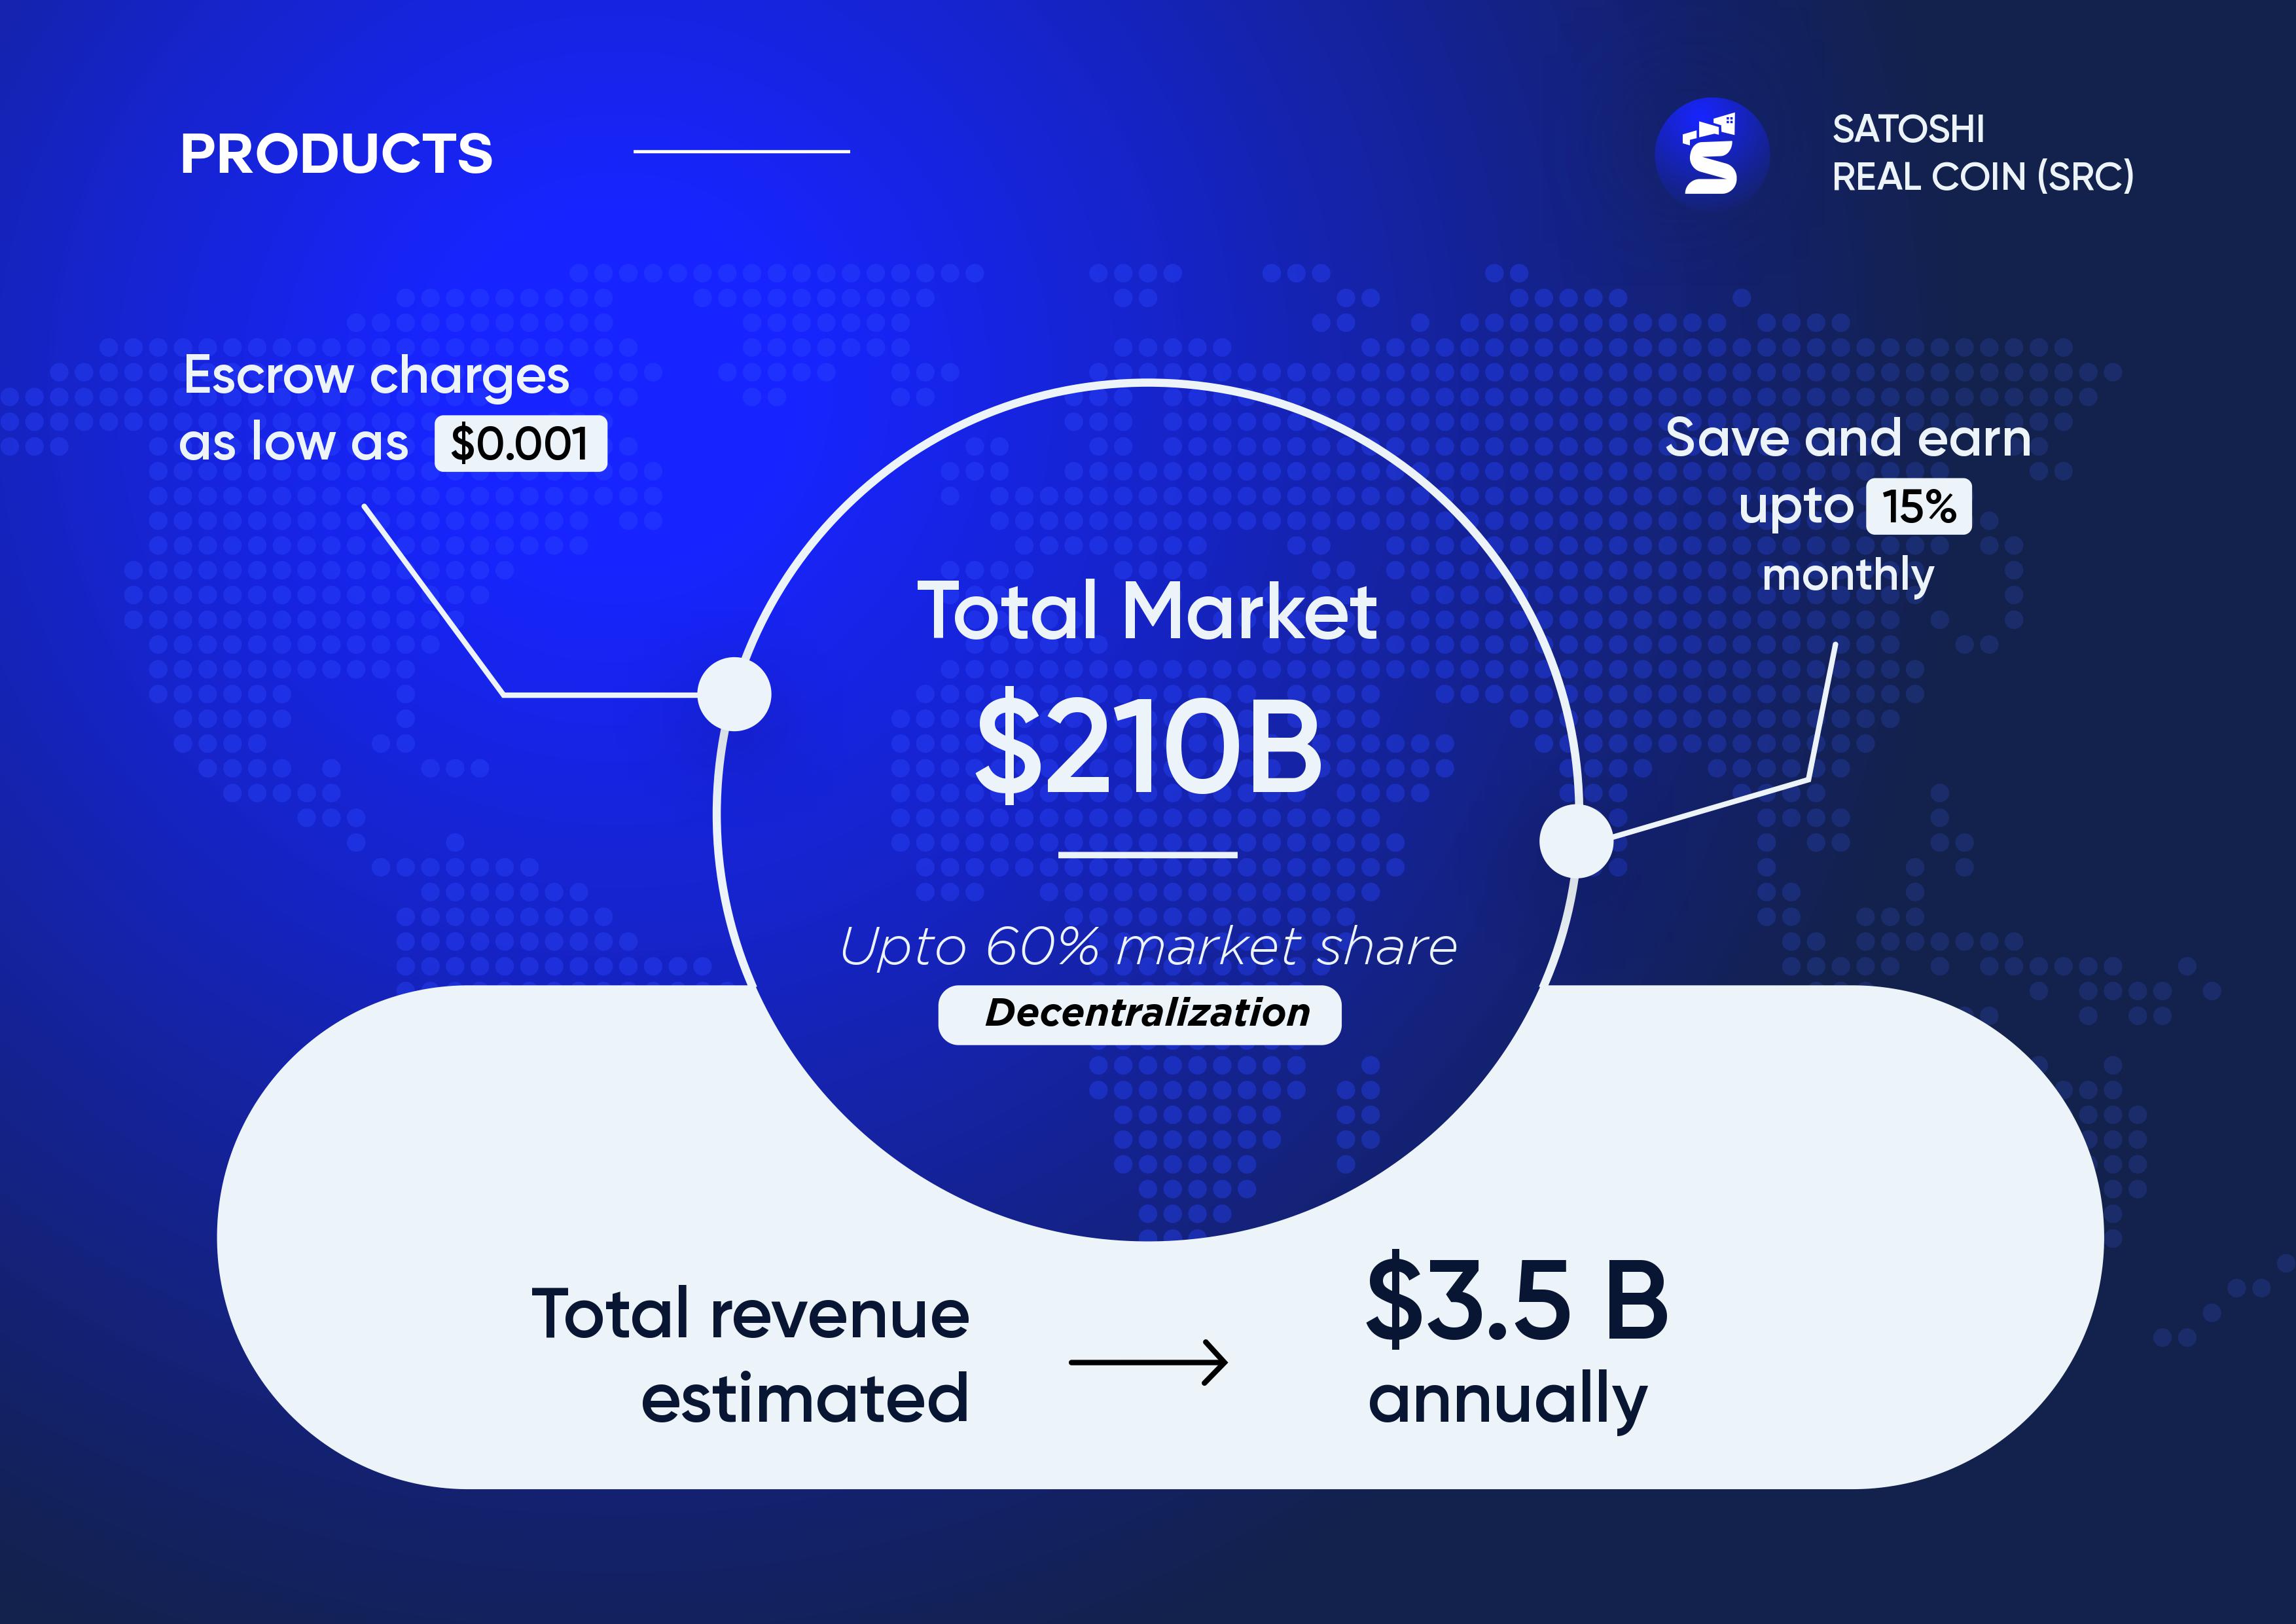 PRODUCTS
SATOSHI
REAL COIN (SRC)
Escrow charges
as low as $0.001
Save and earn
upto 15%
monthly
Total Market
$210B
Upto 60% market share
Decentralization
Total revenue
estimated
$3.5 B
annually